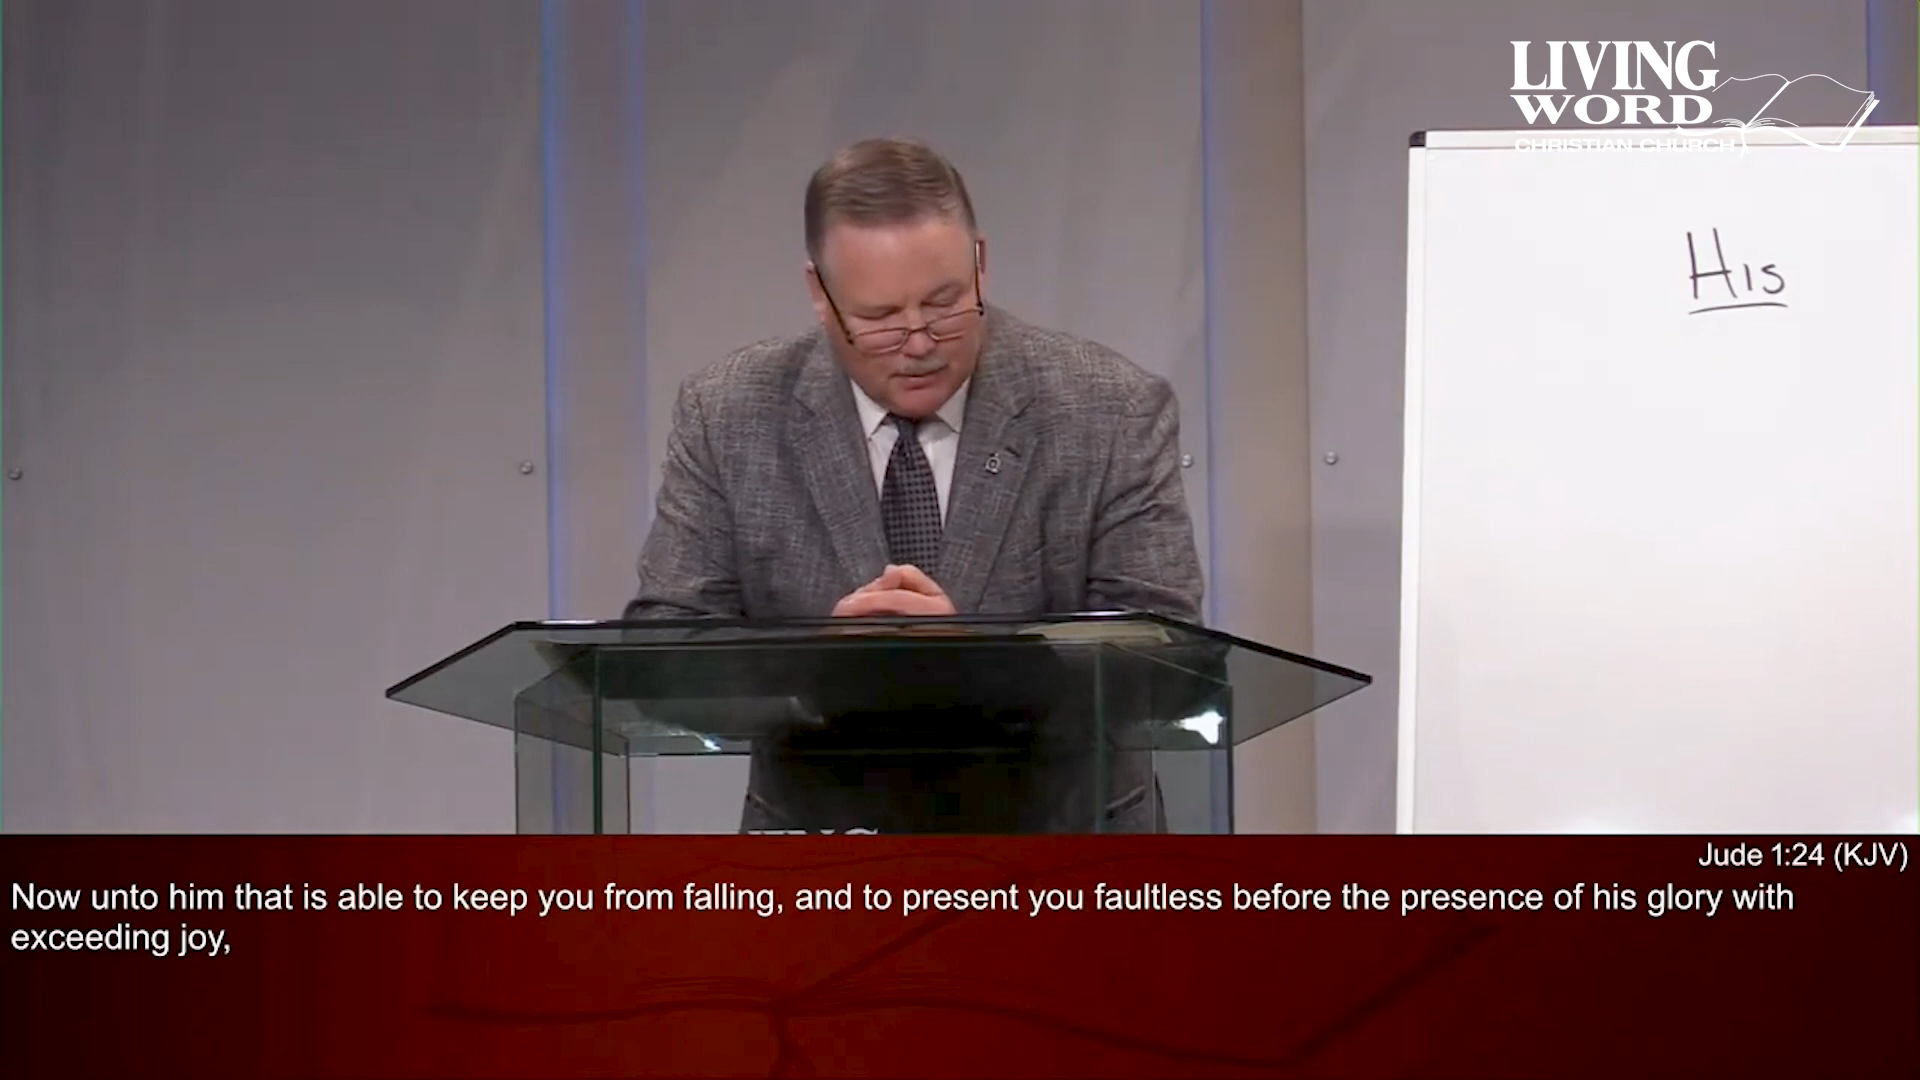 LIVING
WORD
CHRISTIAN CHURCH
His
Jude 1:24 (KJV)
Now unto him that is able to keep you from falling, and to present you faultless before the presence of his glory with
exceeding joy,